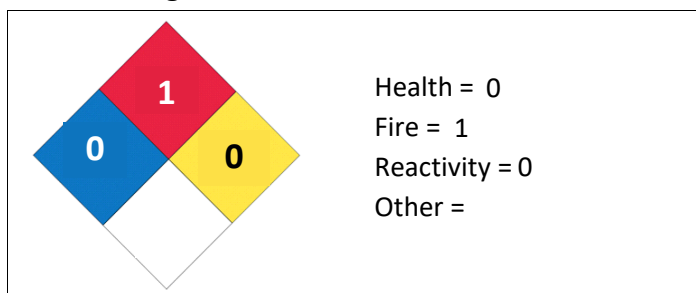 1
0
0
Health = 0
Fire = 1
Reactivity = 0
Other =